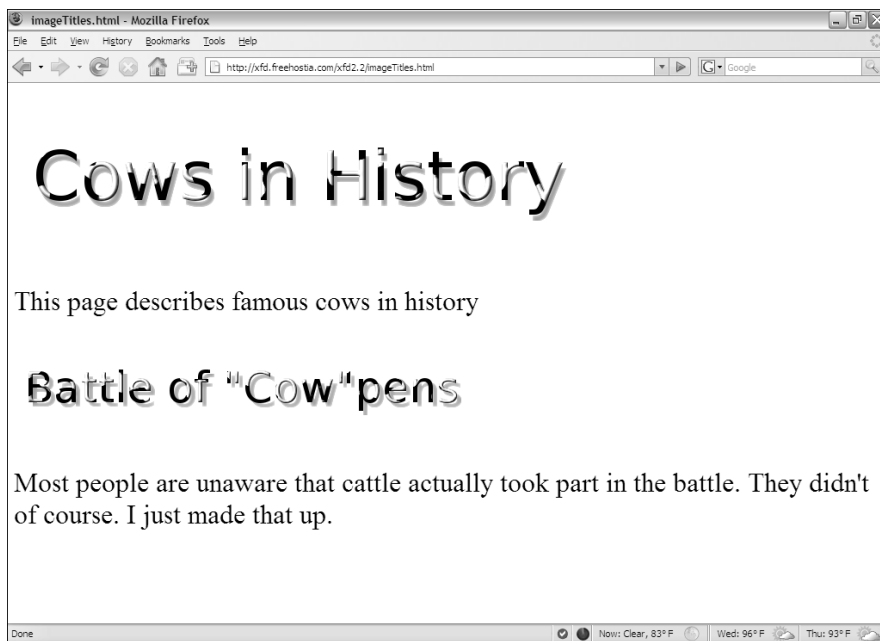 imageTitles.html - Mozilla Firefox
File Edit View History Bookmarks Tools Help
http://xfd.freehostia.com/xfd2.2/imageTitles.html
G Google
Cows in History
This page describes famous cows in history
Battle of "Cow"pens
Most people are unaware that cattle actually took part in the battle. They didn't
of course. I just made that up.
Done
Now: Clear, 83° F
Wed: 96° F
Thu: 93° F